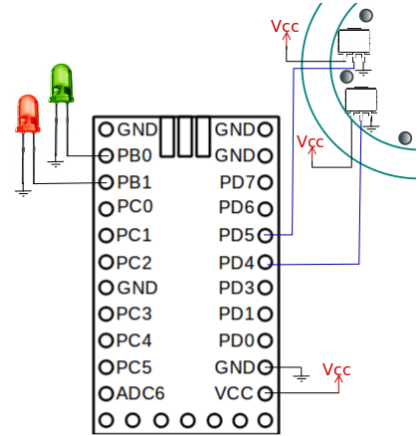 Vcc
Vcc
GND GND
PB0 GND
PB1 PD7
PC0 PD6
PC1 PD5
PC2 PD4
GND PD3
PC3 PD1
PC4 PD0
PC5 GND
Vcc
ADC6 VCC